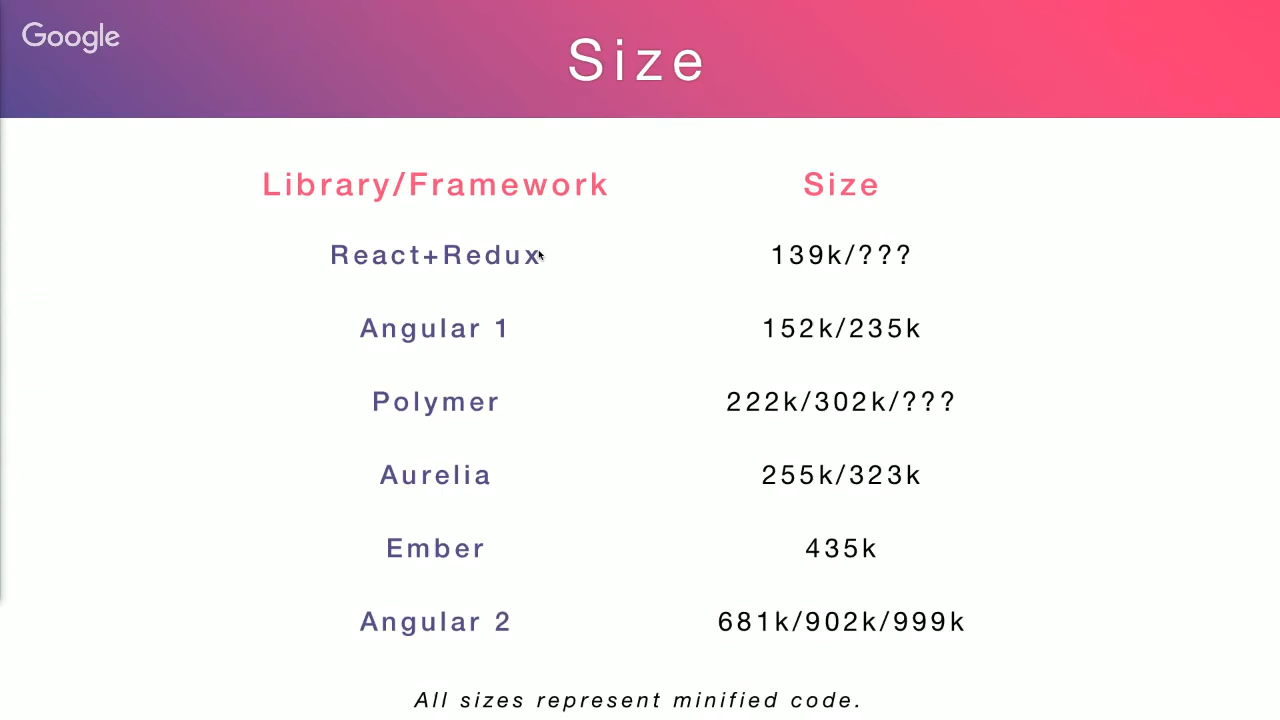 Google
Size
Library/Framework Size
React+Redux 139k/???
Angular 1 152k/235k
Polymer 222k/302k/???
Aurelia 255k/323k
Ember 435k
Angular 2 681k/902k/999k
All sizes represent minified code.